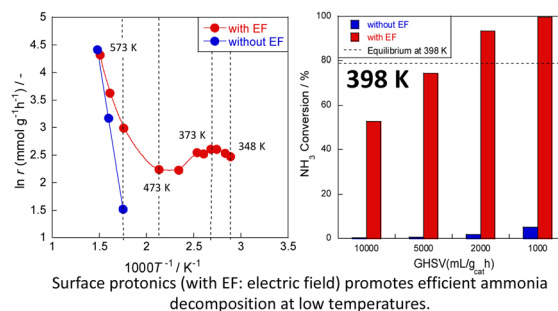 with EF
without EF
573 K
473 K
373 K
348 K
ln r (mmol g⁻¹h⁻¹) / -
5
4.5
4
3.5
3
2.5
2
1.5
1
1 1.5 2 2.5 3 3.5
1000T⁻¹ / K⁻¹
without EF
with EF
Equilibrium at 398 K
398 K
NH₃ Conversion / %
100
80
60
40
20
0
10000 5000 2000 1000
GHSV(mL/g_cat h)
Surface protonics (with EF: electric field) promotes efficient ammonia
decomposition at low temperatures.